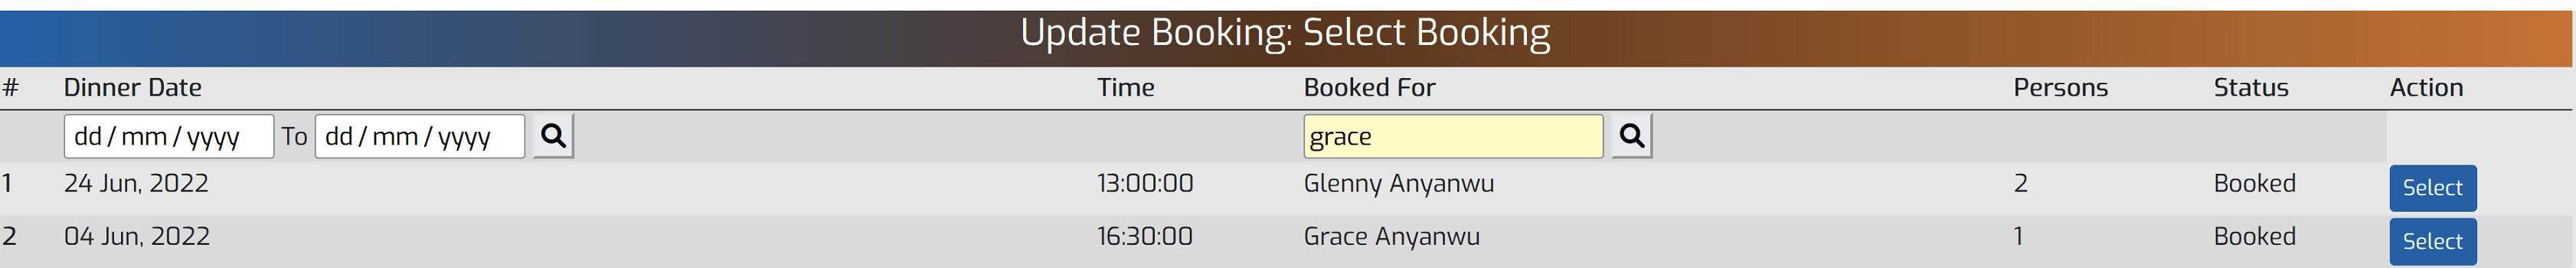 Update Booking: Select Booking
# Dinner Date Time Booked For Persons Status Action
dd/mm/yyyy To dd/mm/yyyy grace
1 24 Jun, 2022 13:00:00 Glenny Anyanwu 2 Booked Select
2 04 Jun, 2022 16:30:00 Grace Anyanwu 1 Booked Select